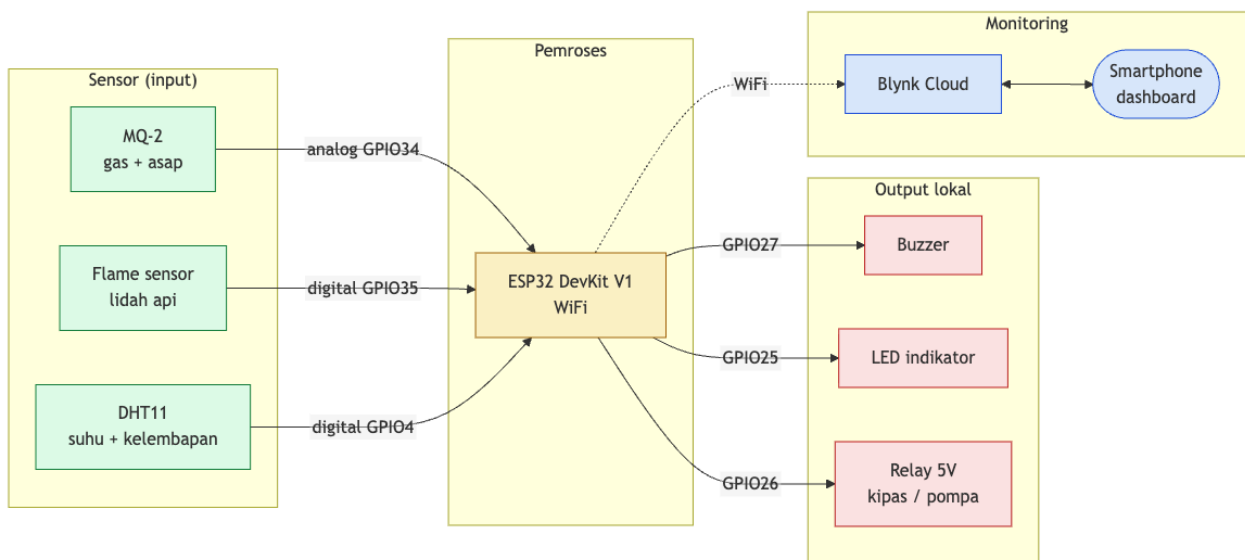 Sensor (input)
MQ-2
gas + asap
Flame sensor
lidah api
DHT11
suhu + kelembapan
analog GPIO34
digital GPIO35
digital GPIO4
Pemroses
ESP32 DevKit V1
WiFi
WiFi
GPIO27
GPIO25
GPIO26
Monitoring
Blynk Cloud
Smartphone
dashboard
Output lokal
Buzzer
LED indikator
Relay 5V
kipas / pompa